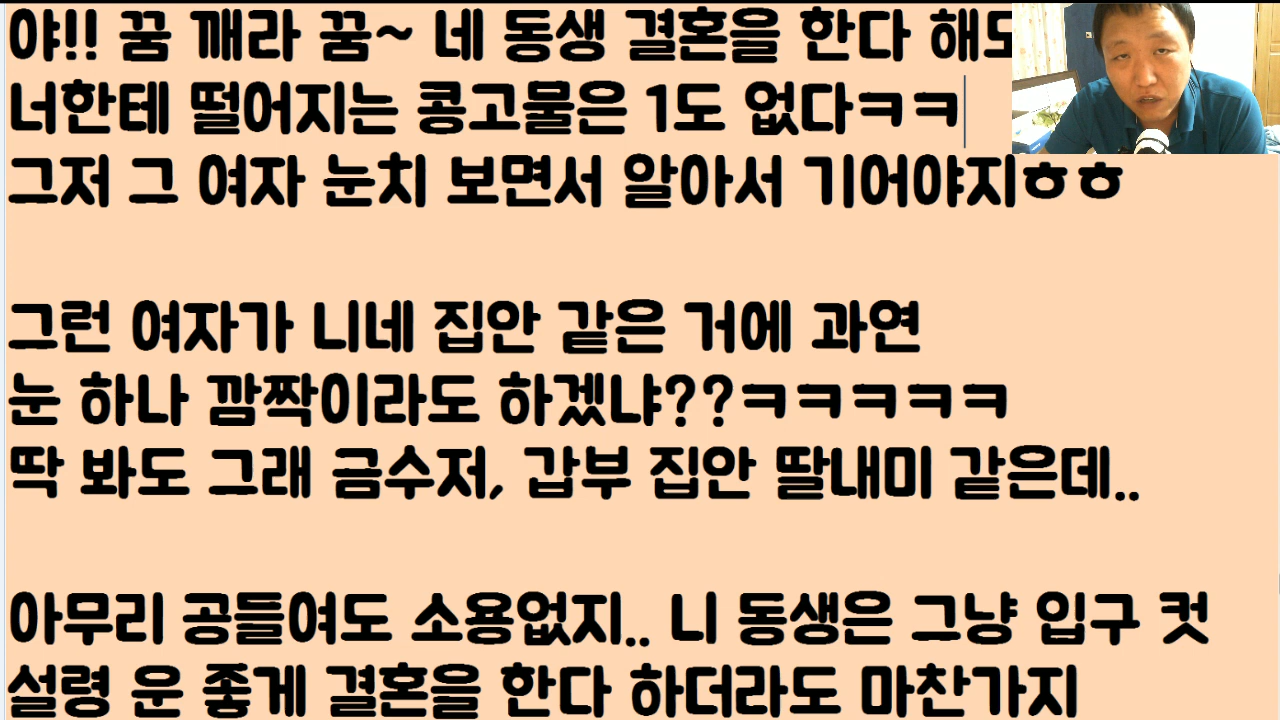 야!! 꿈 깨라 꿈~ 네 동생 결혼을 한다 해도
너한테 떨어지는 콩고물은 1도 없다ㅋㅋ
그저 그 여자 눈치 보면서 알아서 기어야지ㅎㅎ
그런 여자가 니네 집안 같은 거에 과연
눈 하나 깜짝이라도 하겠냐??ㅋㅋㅋㅋㅋ
딱 봐도 그래 금수저, 갑부 집안 딸내미 같은데..
아무리 공들여도 소용없지.. 니 동생은 그냥 입구 컷
설령 운 좋게 결혼을 한다 하더라도 마찬가지